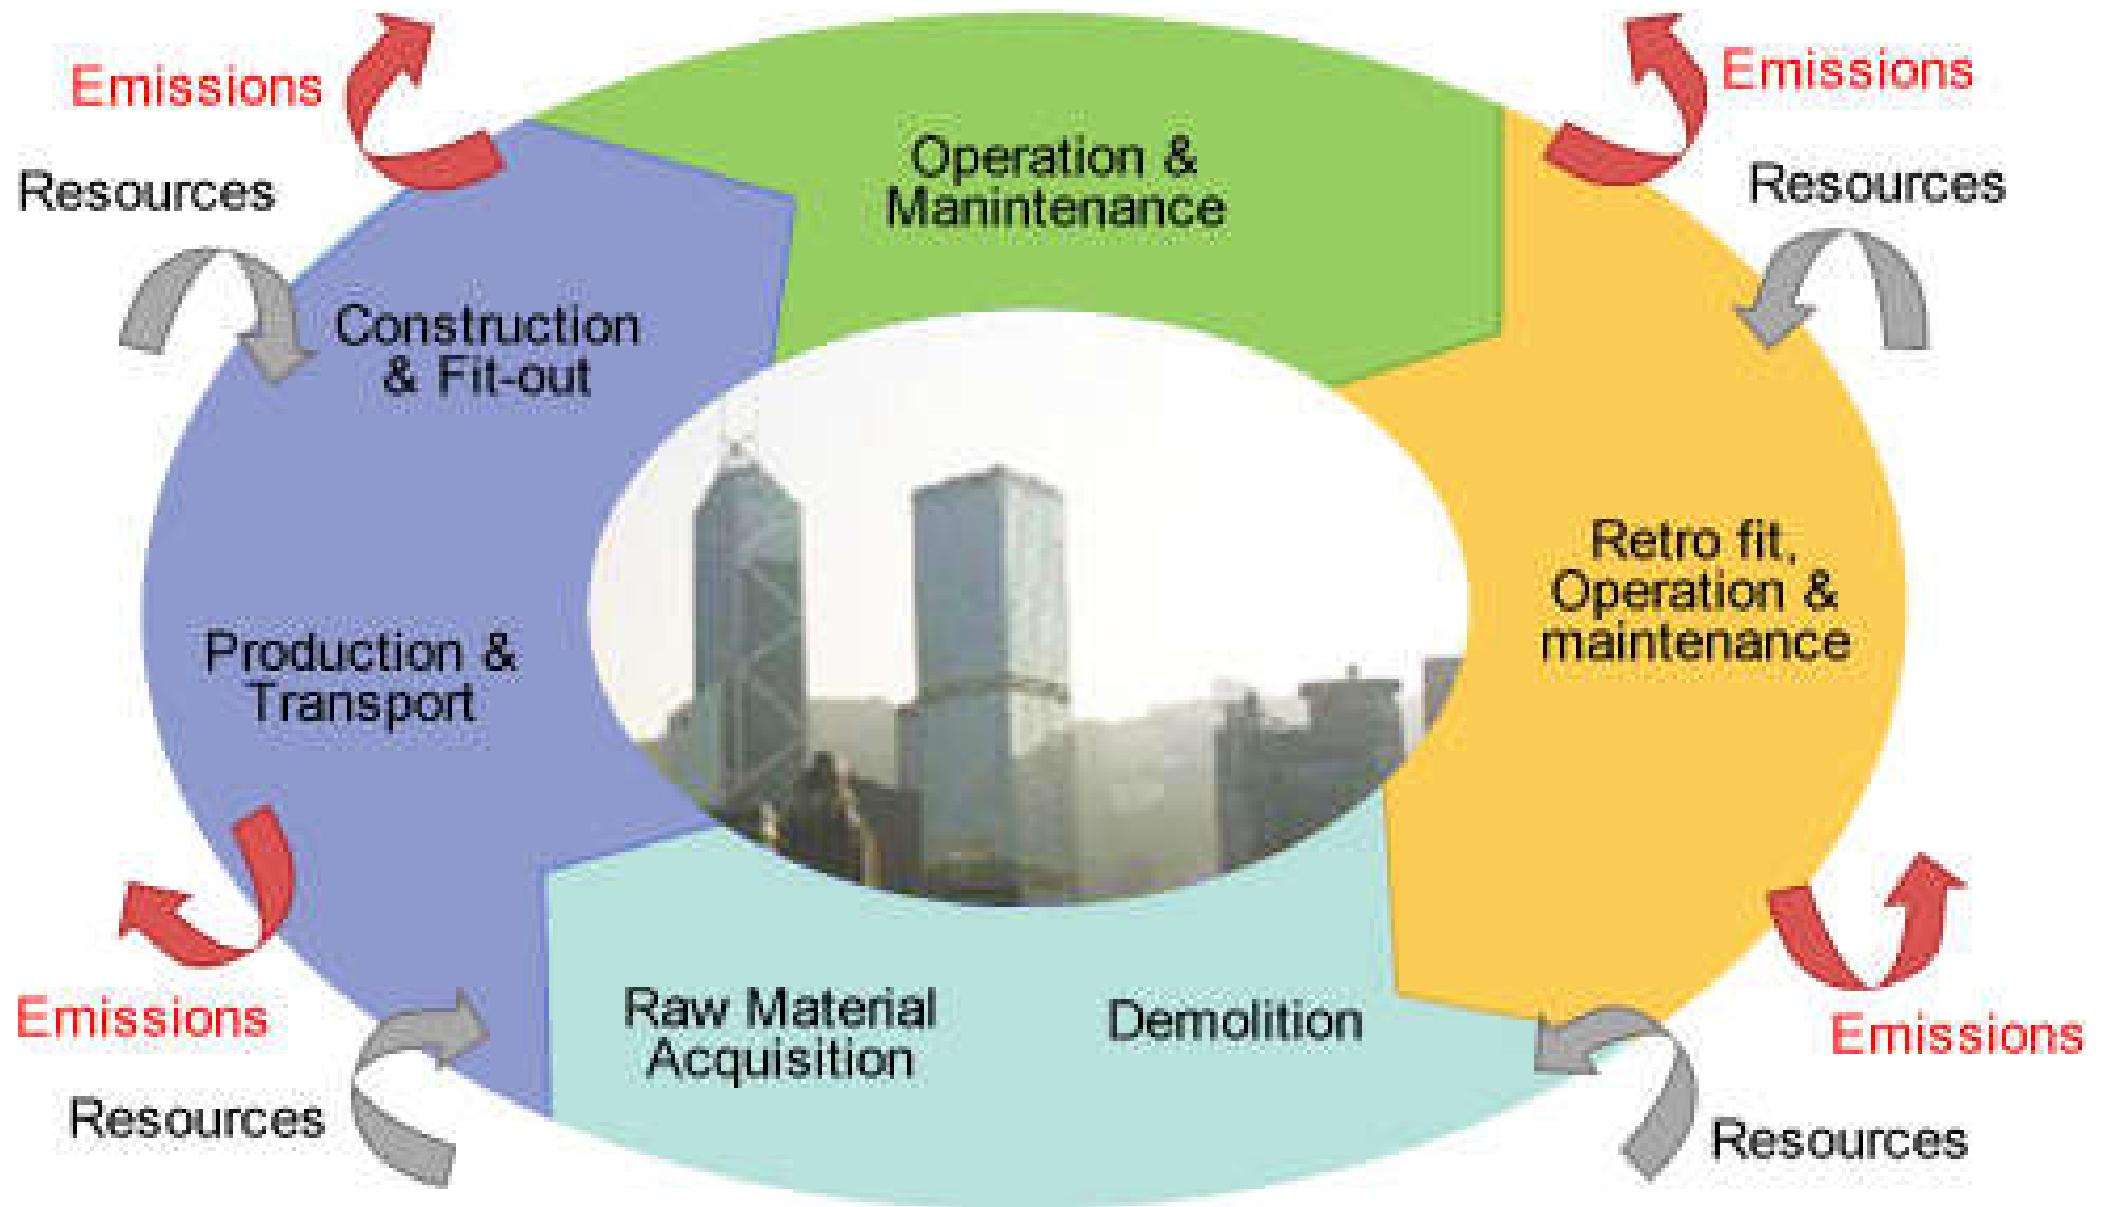 Emissions
Resources
Operation &
Manintenance
Emissions
Resources
Construction
& Fit-out
Retro fit,
Operation &
maintenance
Production &
Transport
Emissions
Resources
Raw Material
Acquisition
Demolition
Emissions
Resources